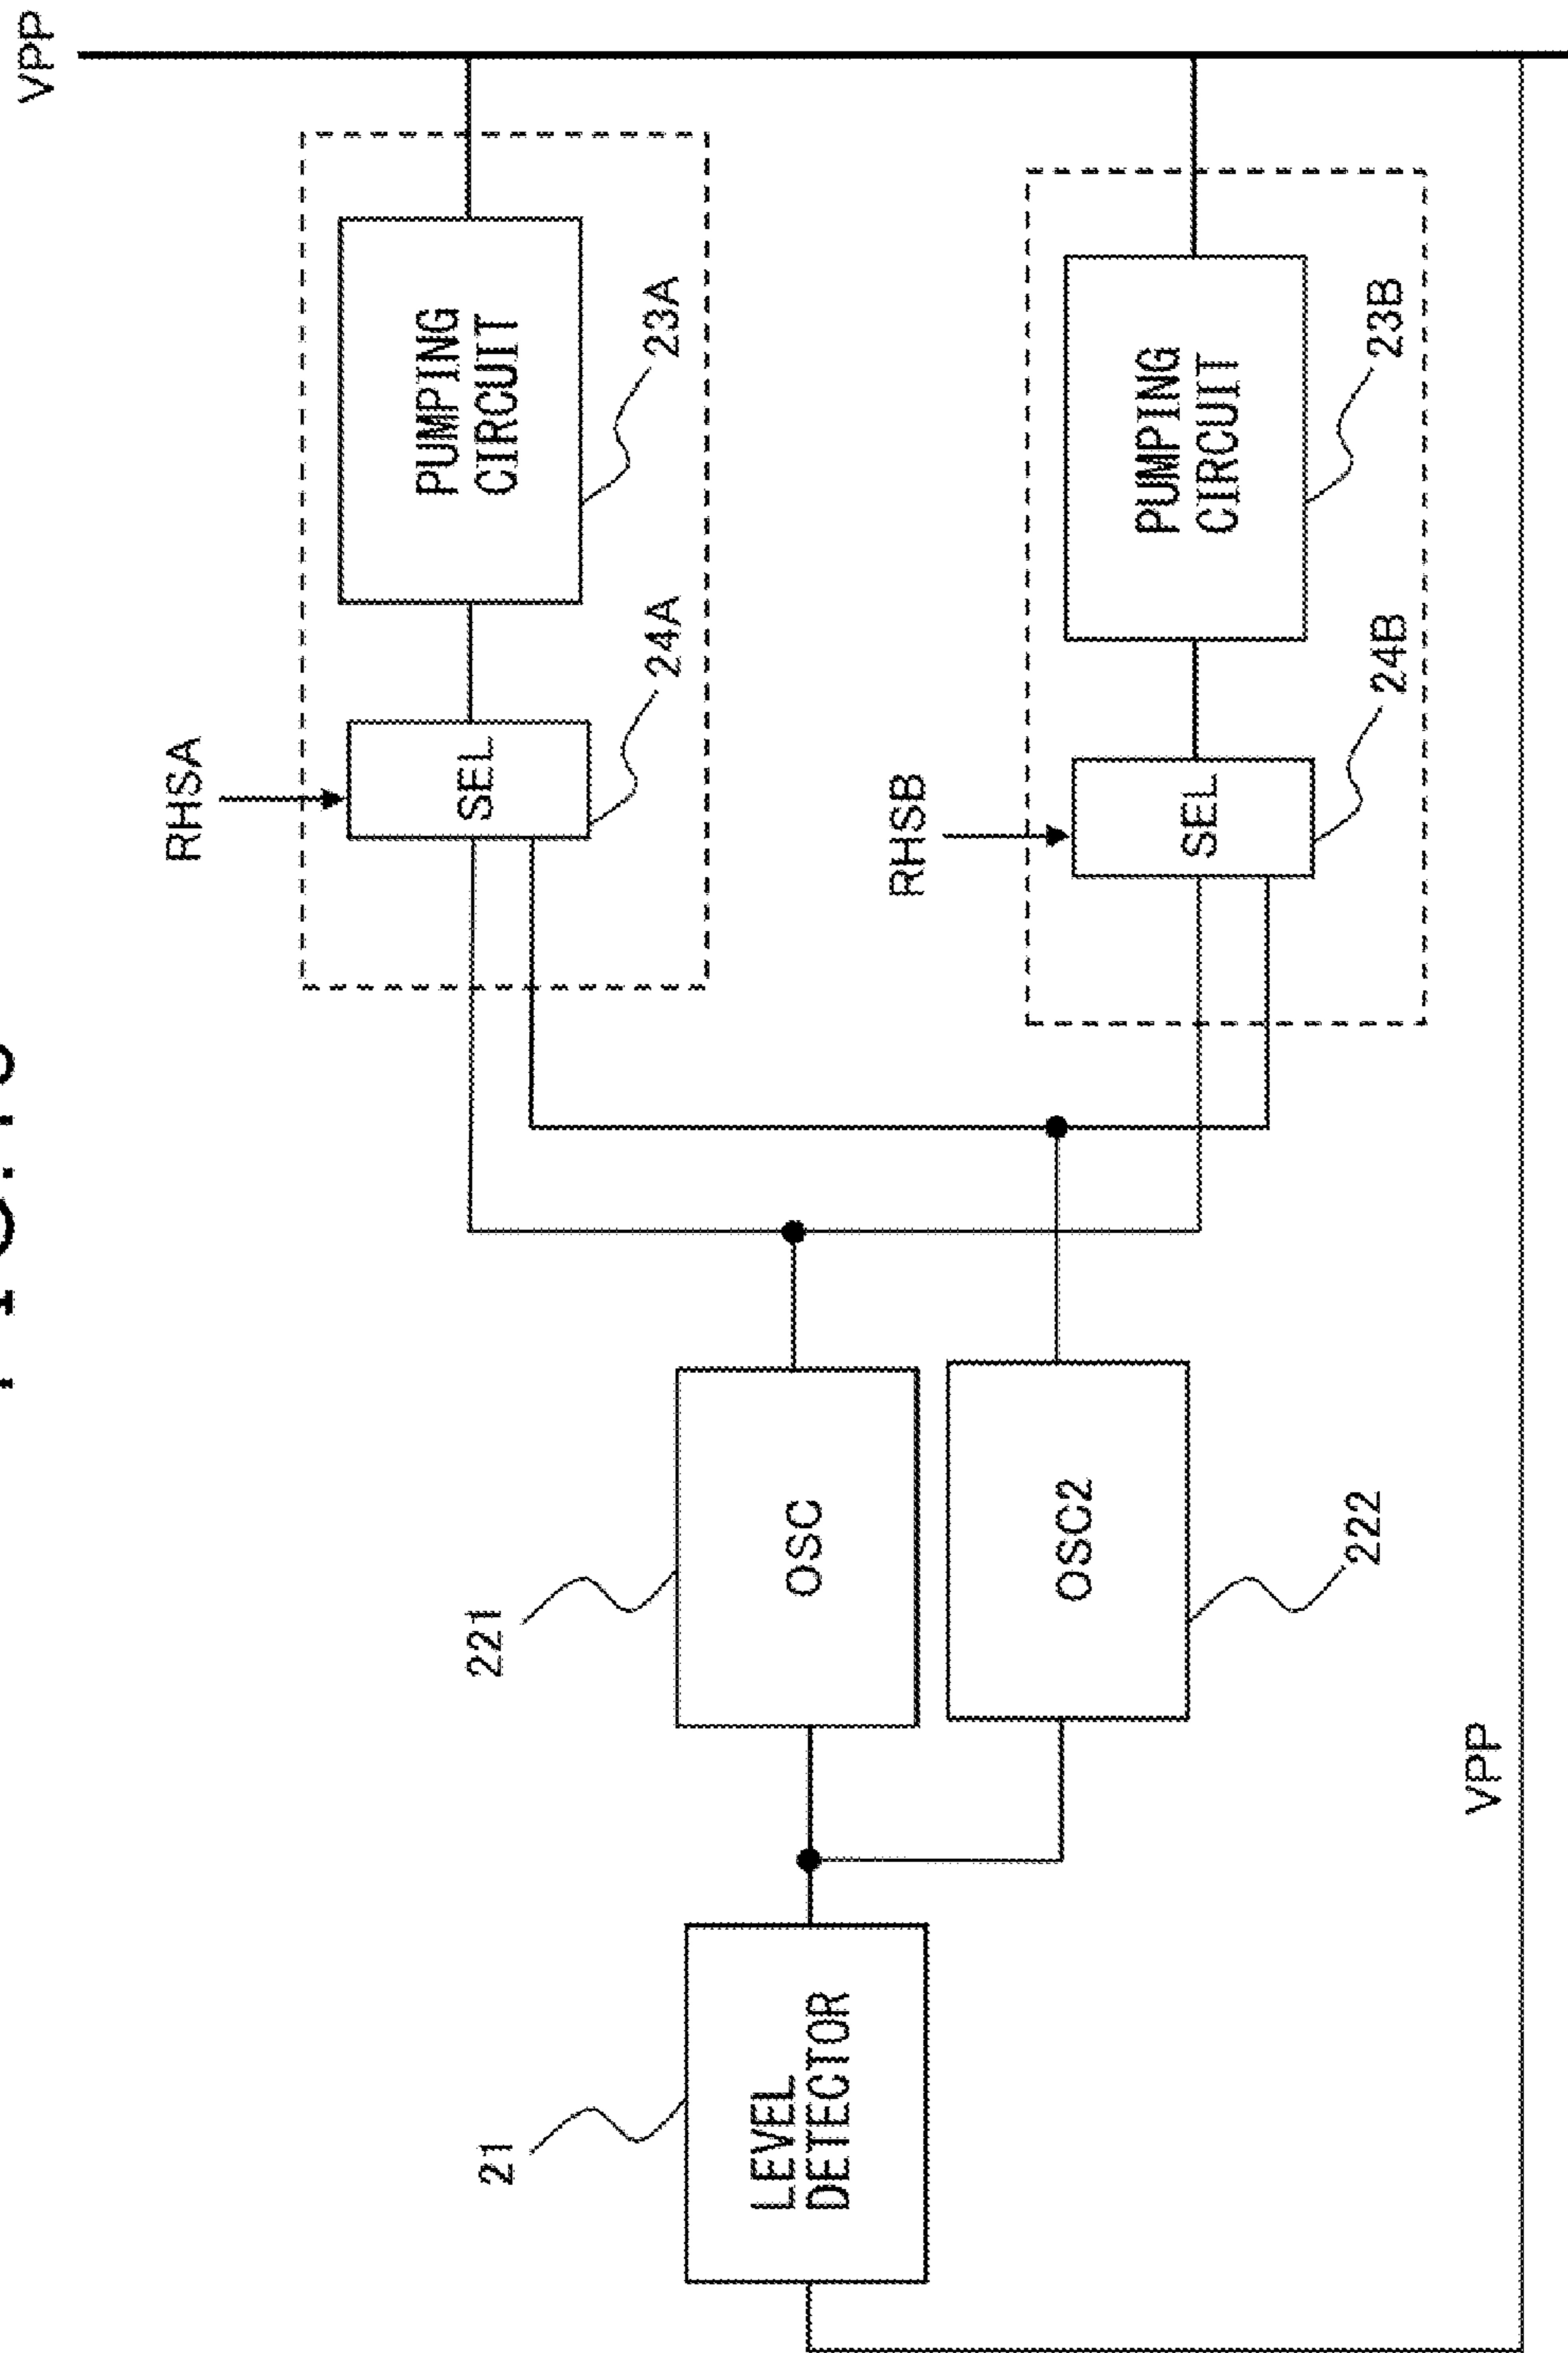 VPP
RHSA
SEL
24A
PUMPING
CIRCUIT
23A
RHSB
SEL
24B
PUMPING
CIRCUIT
23B
221
OSC
OSC2
222
21
LEVEL
DETECTOR
VPP